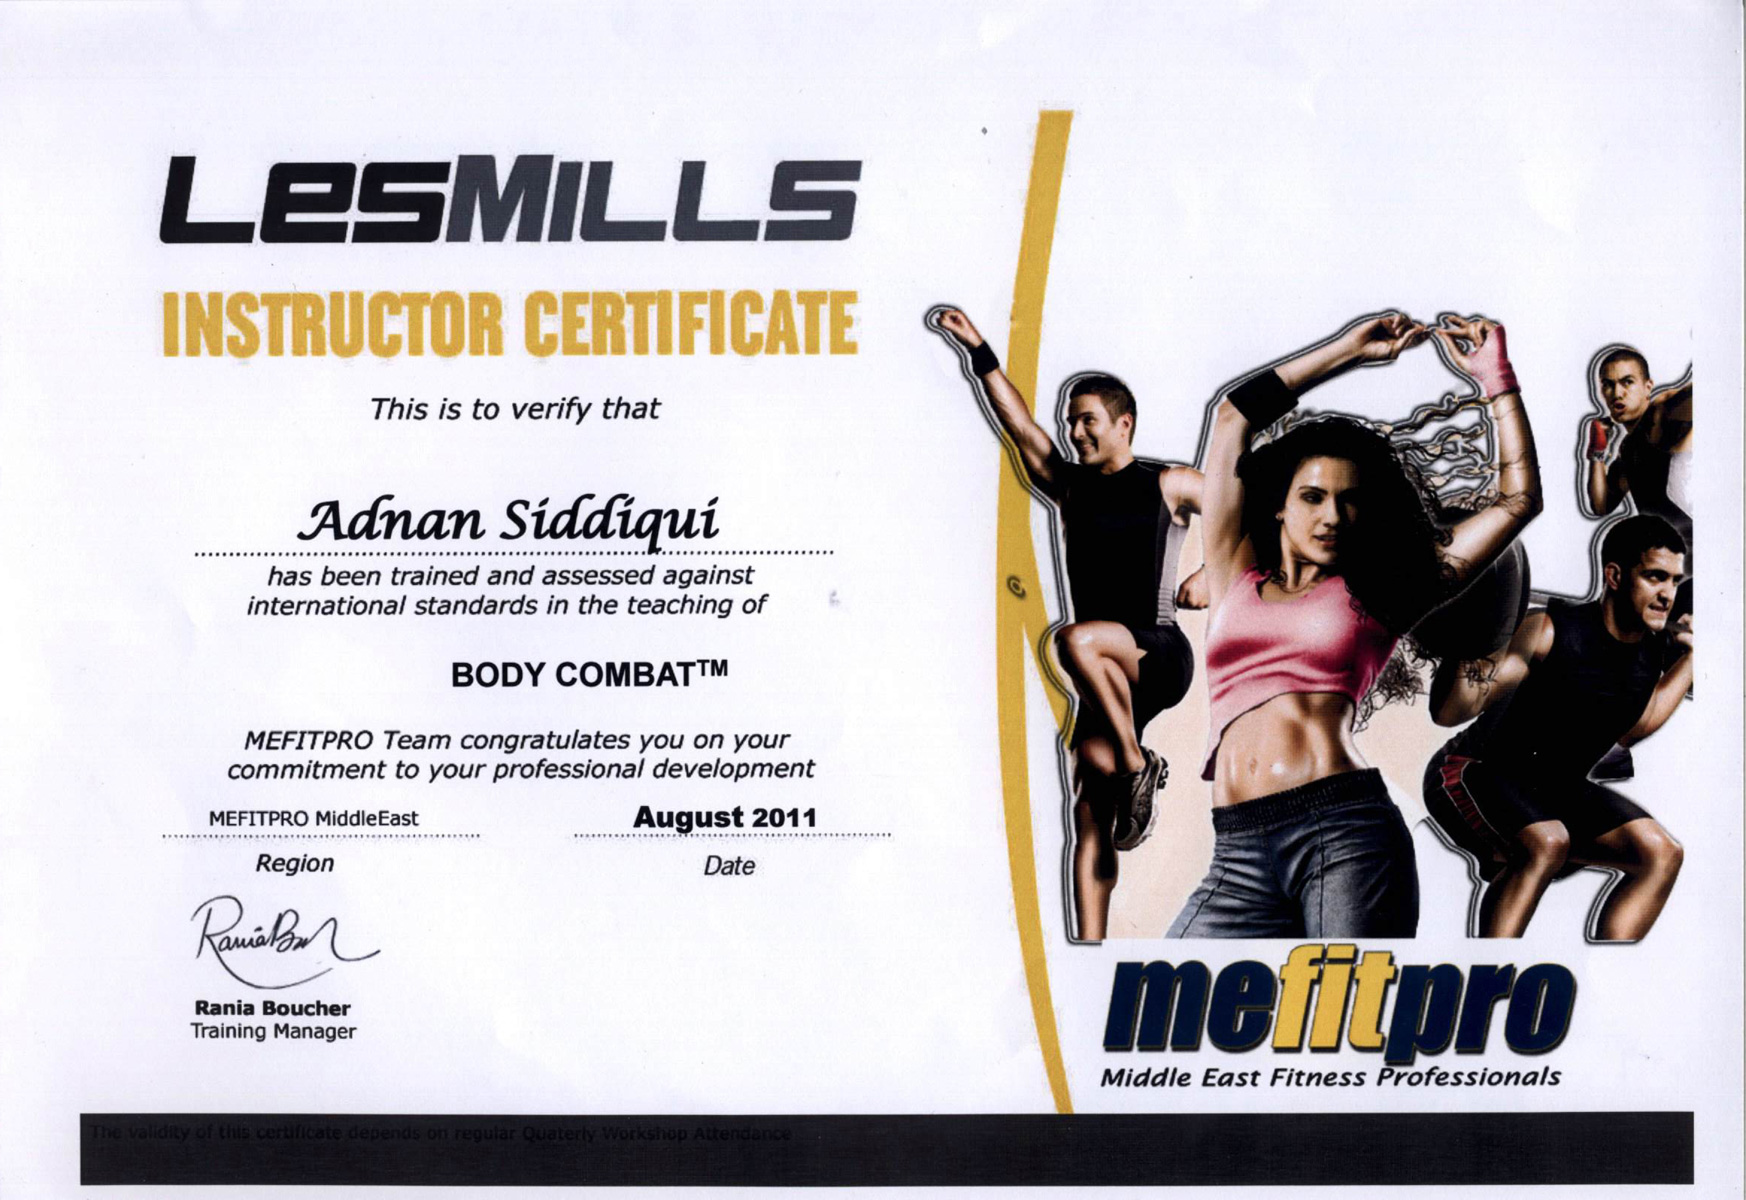 LesMILLS
INSTRUCTOR CERTIFICATE
This is to verify that
Adnan Siddiqui
has been trained and assessed against
international standards in the teaching of
BODY COMBAT™
MEFITPRO Team congratulates you on your
commitment to your professional development
MEFITPRO MiddleEast
August 2011
Region
Date
Rania Bou
Rania Boucher
Training Manager
mefitpro
Middle East Fitness Professionals
The validity of this certificate depends on regular Quaterly Workshop Attendance